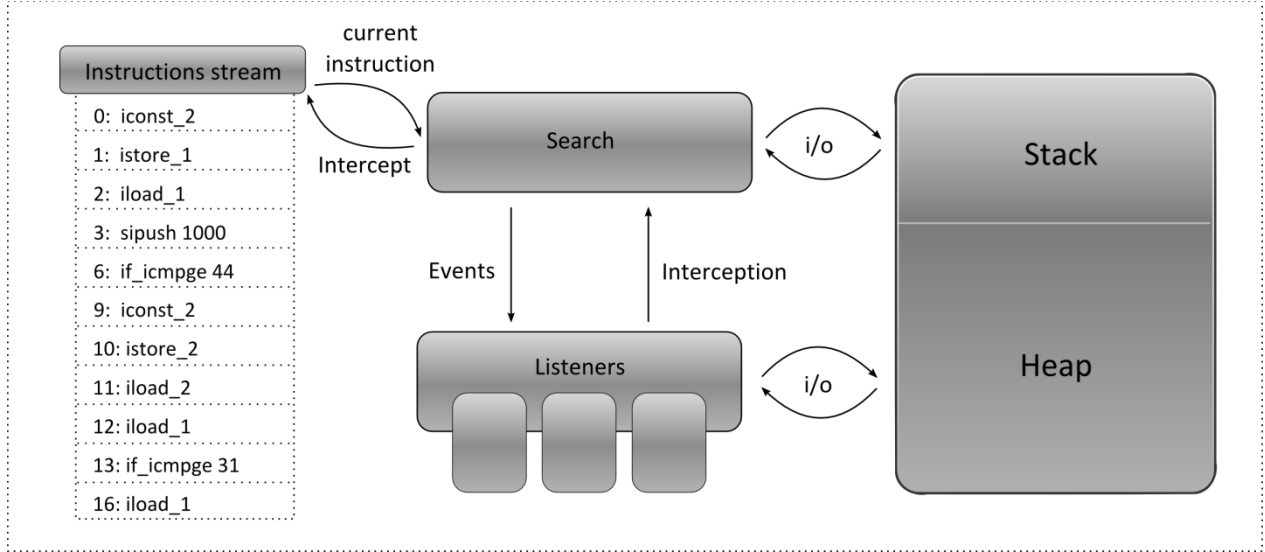 current
instruction
Instructions stream
0: iconst_2
1: istore_1
2: iload_1
3: sipush 1000
6: if_icmpge 44
9: iconst_2
10: istore_2
11: iload_2
12: iload_1
13: if_icmpge 31
16: iload_1
Intercept
Search
i/o
Stack
Events
Interception
Listeners
i/o
Heap